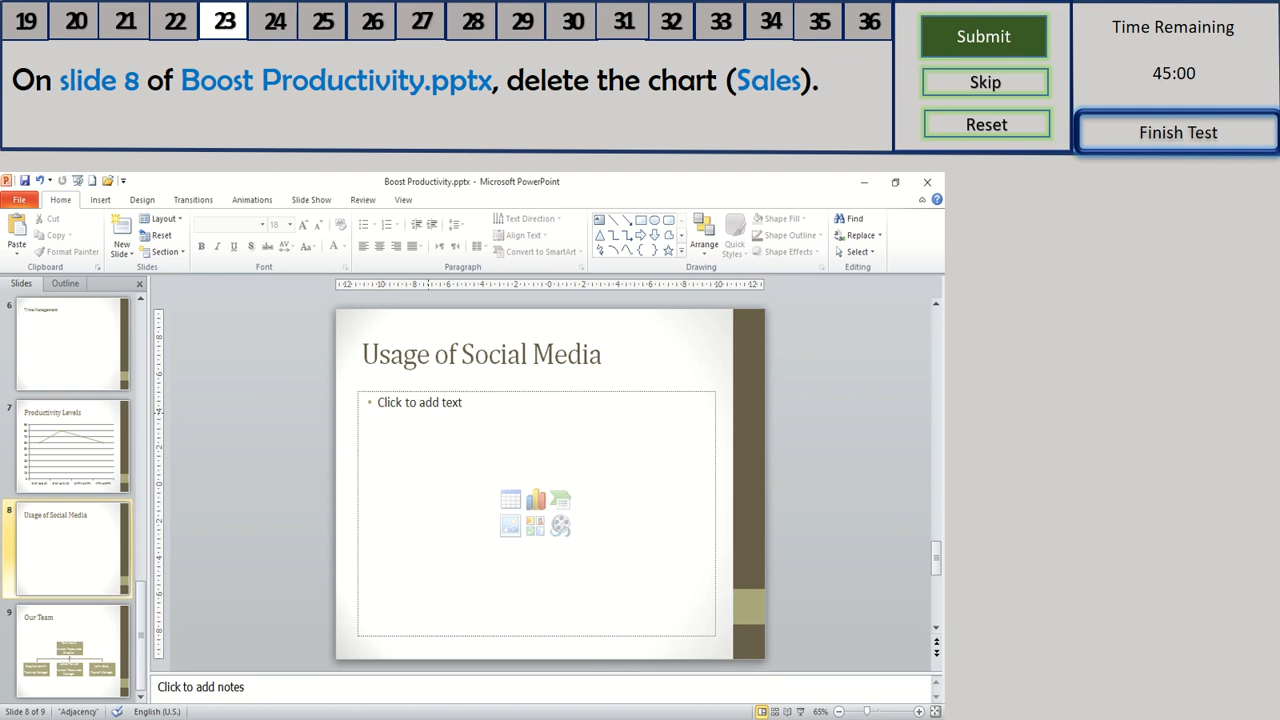 19 20 21 22 23 24 25 26 27 28 29 30 31 32 33 34 35 36
On slide 8 of Boost Productivity.pptx, delete the chart (Sales).
Submit
Skip
Reset
Time Remaining
45:00
Finish Test
Boost Productivity.pptx - Microsoft PowerPoint
File Home Insert Design Transitions Animations Slide Show Review View
Paste
Cut
Copy
Format Painter
Clipboard
New Slide
Layout
Reset
Section
Slides
18
Font
Text Direction
Align Text
Convert to SmartArt
Paragraph
Arrange
Quick Styles
Shape Fill
Shape Outline
Shape Effects
Drawing
Find
Replace
Select
Editing
Slides Outline
6
Time Management
7
Productivity Levels
8
Usage of Social Media
9
Our Team
Usage of Social Media
• Click to add text
Click to add notes
Slide 8 of 9 "Adjacency" English (U.S.) 65%